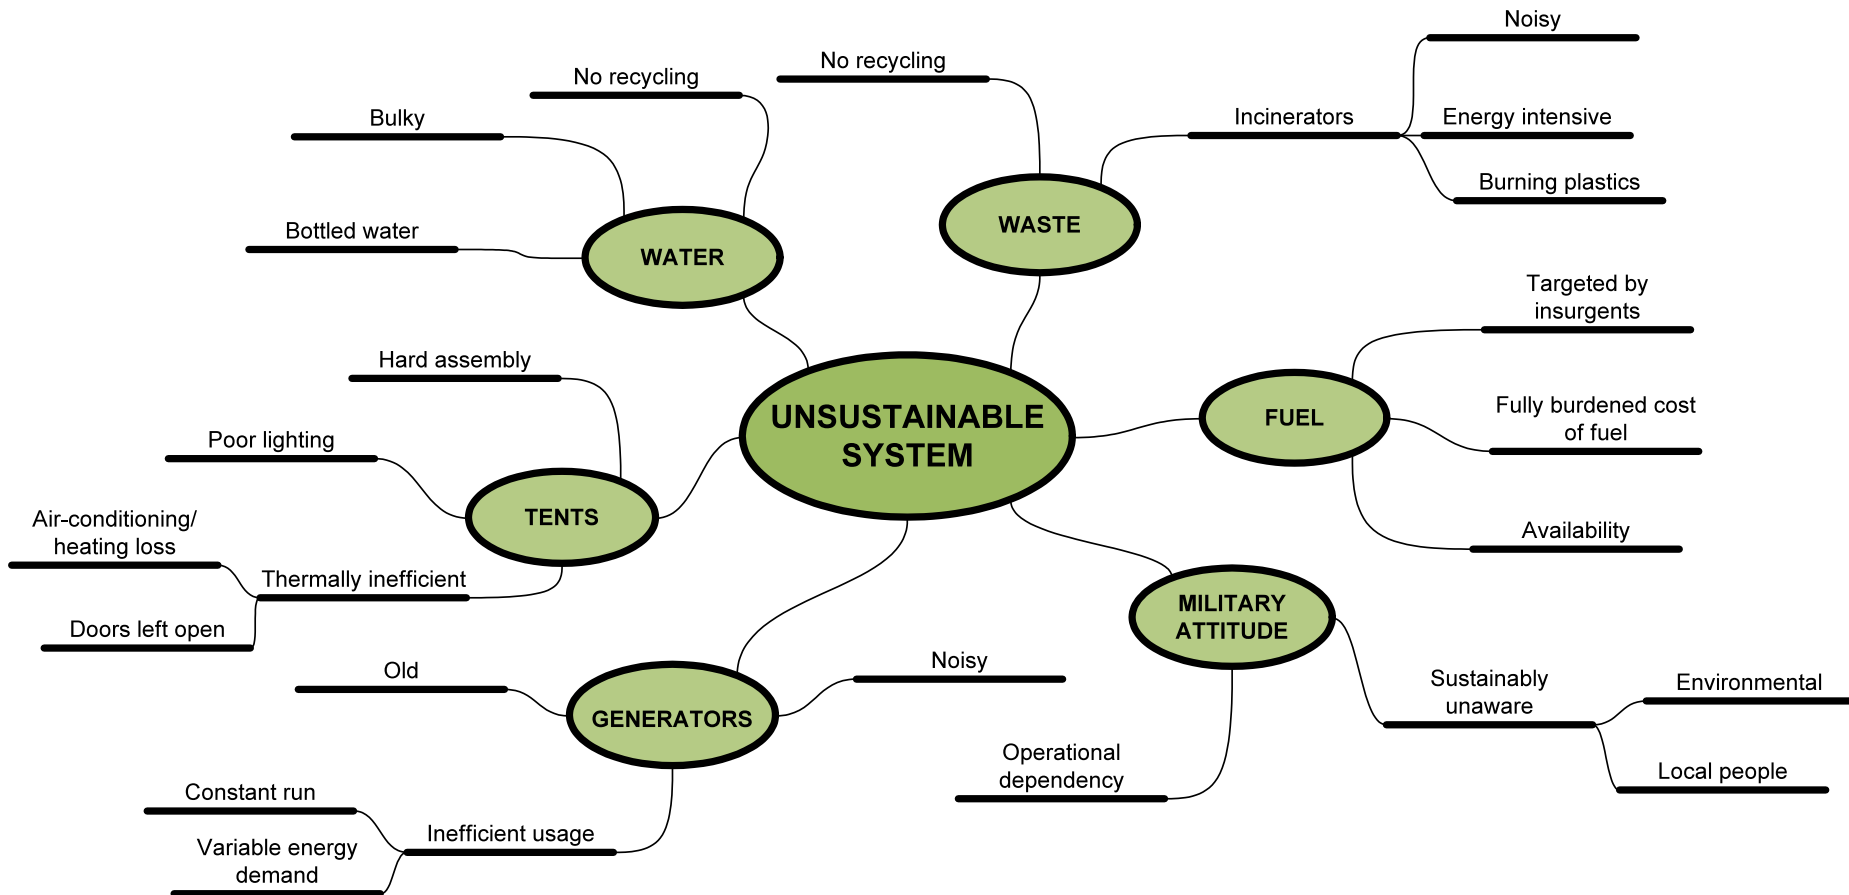 Noisy
No recycling
No recycling
Bulky
Incinerators
Energy intensive
Burning plastics
WASTE
Bottled water
WATER
Targeted by
insurgents
Hard assembly
UNSUSTAINABLE
SYSTEM
FUEL
Fully burdened cost
of fuel
Poor lighting
TENTS
Air-conditioning/
heating loss
Availability
Thermally inefficient
MILITARY
ATTITUDE
Doors left open
Old
Noisy
GENERATORS
Sustainably
unaware
Environmental
Operational
dependency
Local people
Constant run
Inefficient usage
Variable energy
demand